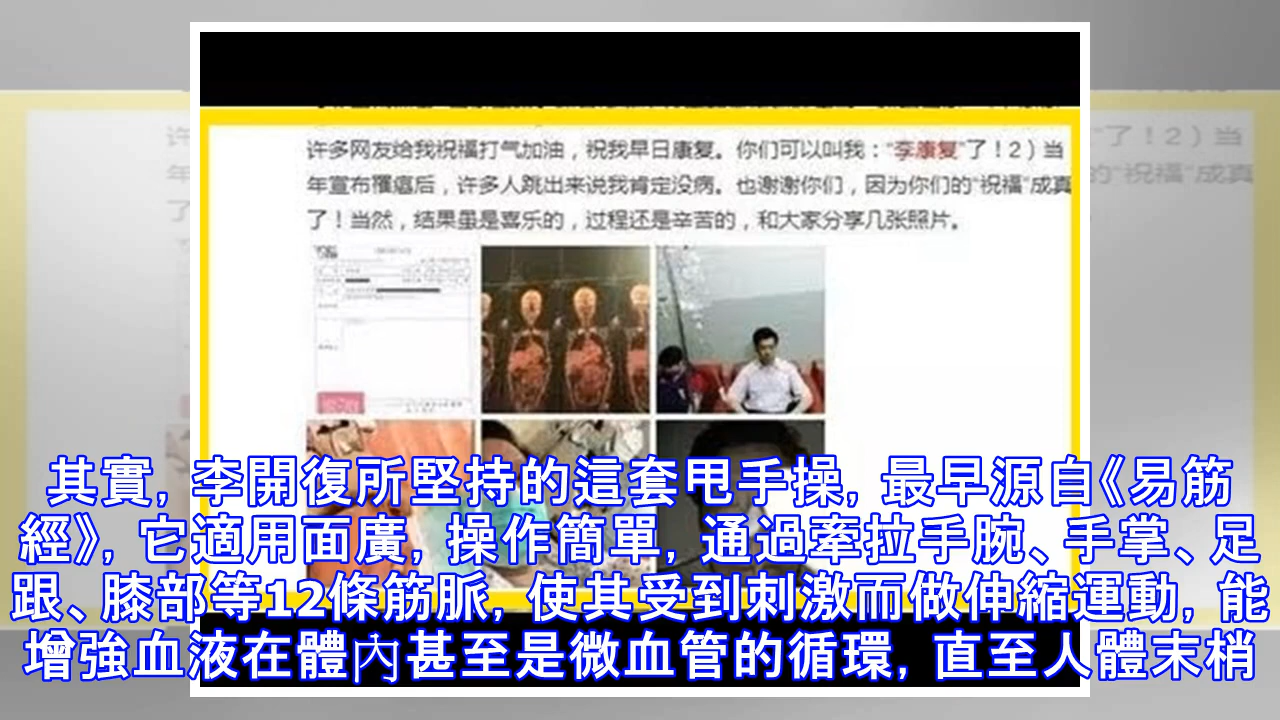 许多网友给我祝福打气加油，祝我早日康复。你们可以叫我：“李康复”了！2）当
年宣布罹癌后，许多人跳出来说我肯定没病。也谢谢你们，因为你们的“祝福”成真
了！当然，结果虽是喜乐的，过程还是辛苦的，和大家分享几张照片。
其實, 李開復所堅持的這套甩手操, 最早源自《易筋
經》, 它適用面廣, 操作簡單, 通過牽拉手腕、手掌、足
跟、膝部等12條筋脈, 使其受到刺激而做伸縮運動, 能
增強血液在體內甚至是微血管的循環, 直至人體末梢